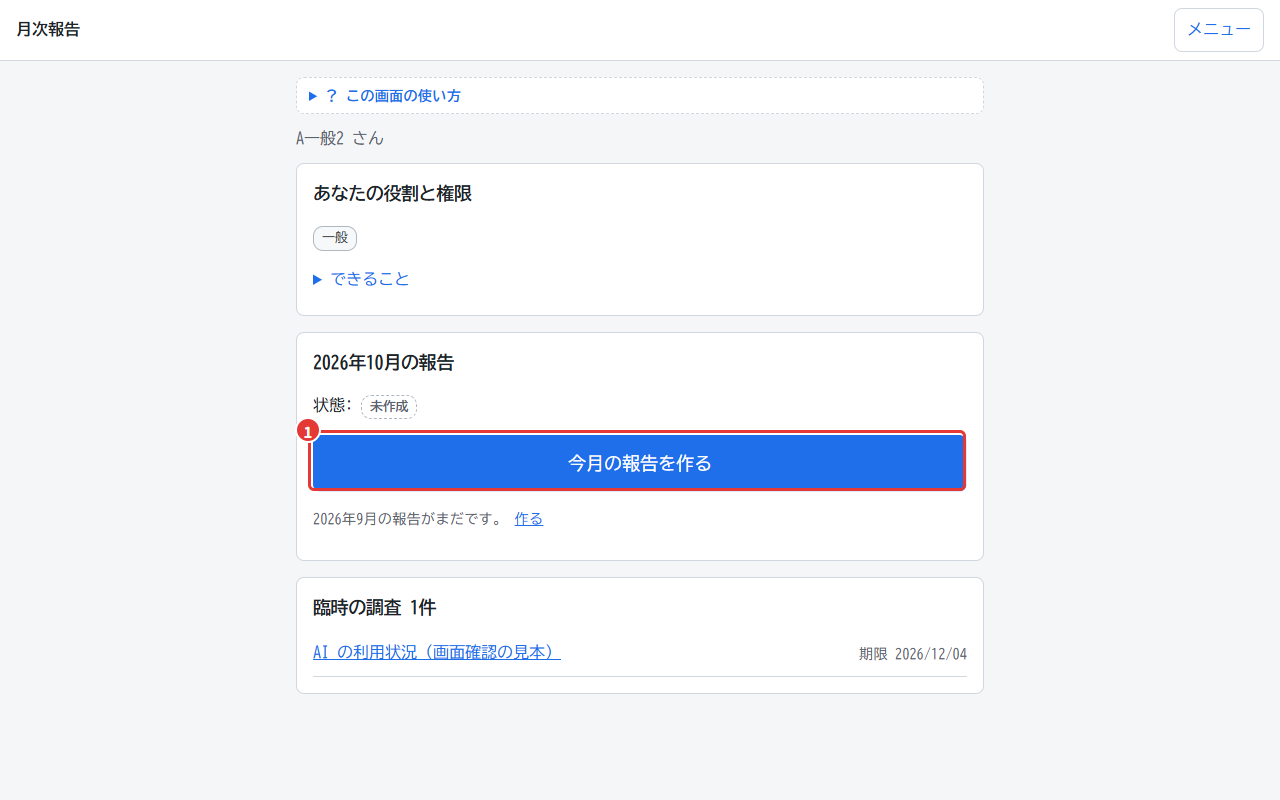 月次報告
メニュー
▶ ? この画面の使い方
A一般2 さん
あなたの役割と権限
一般
▶ できること
2026年10月の報告
状態: 未作成
1
今月の報告を作る
2026年9月の報告がまだです。 作る
臨時の調査 1件
AI の利用状況（画面確認の見本） 期限 2026/12/04